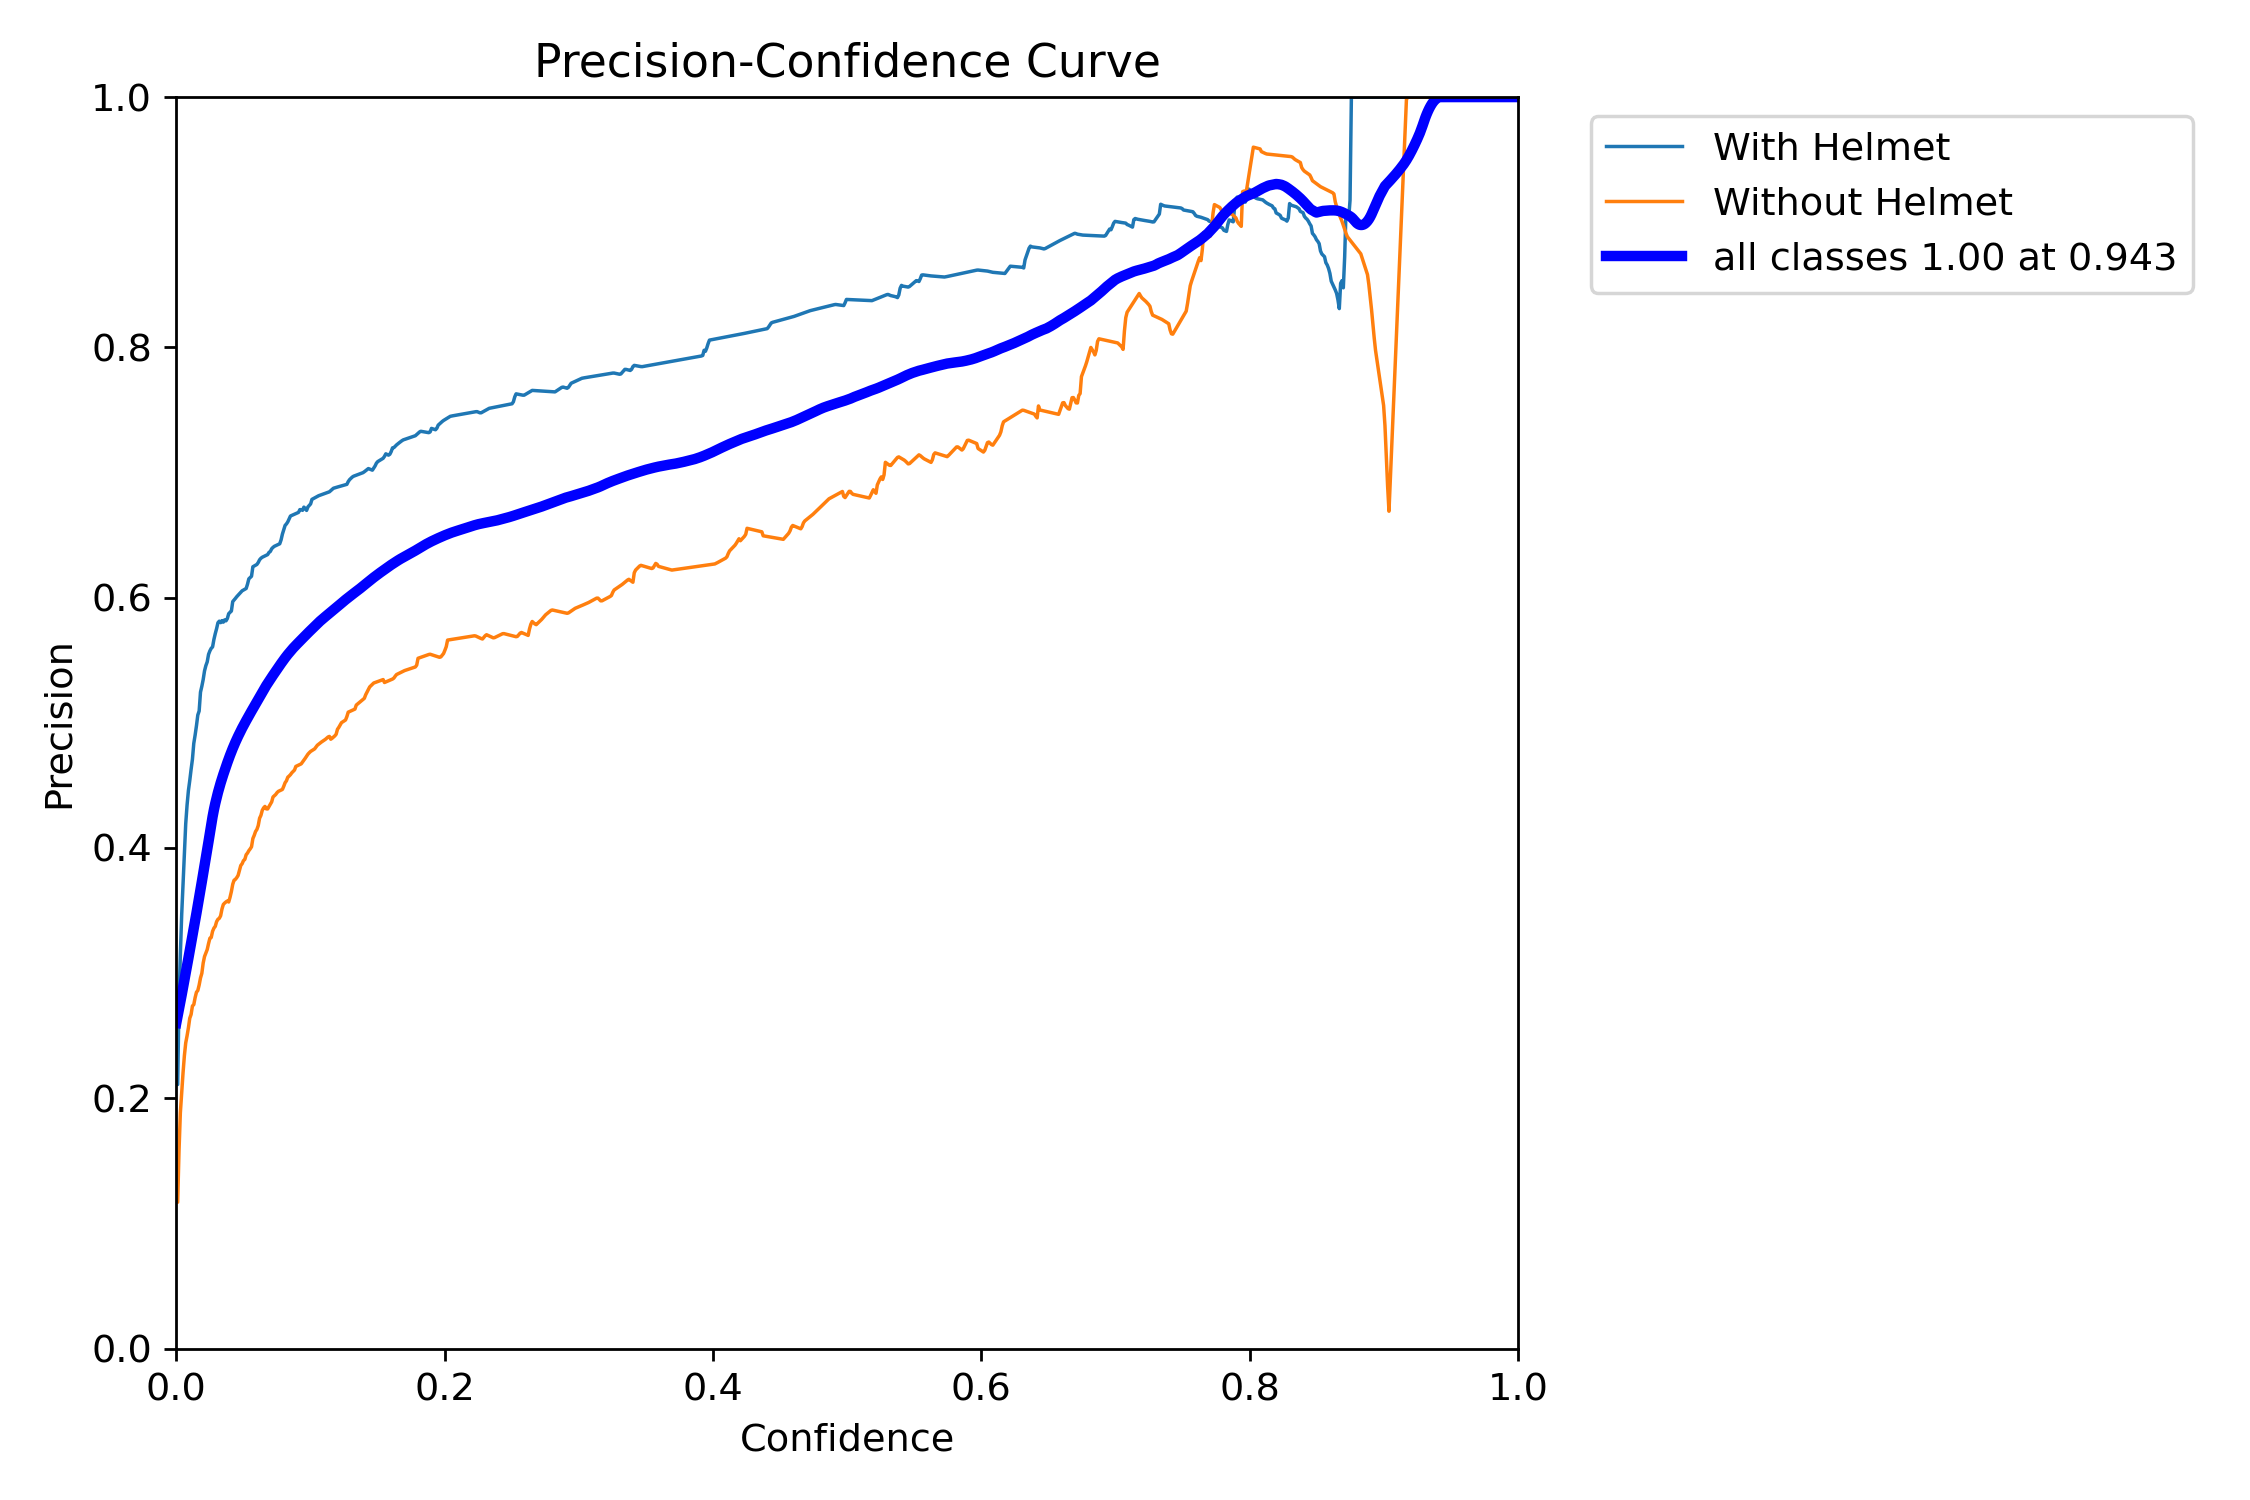 Precision-Confidence Curve
1.0
0.8
0.6
0.4
0.2
0.0
Precision
0.0 0.2 0.4 0.6 0.8 1.0
Confidence
With Helmet
Without Helmet
all classes 1.00 at 0.943